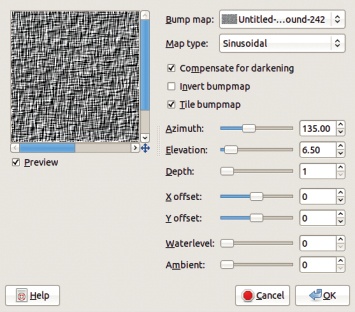 Bump map: Untitled-...ound-242
Map type: Sinusoidal
Compensate for darkening
Invert bumpmap
Tile bumpmap
Azimuth: 135.00
Elevation: 6.50
Depth: 1
X offset: 0
Y offset: 0
Waterlevel: 0
Ambient: 0
Preview
Help
Cancel
OK